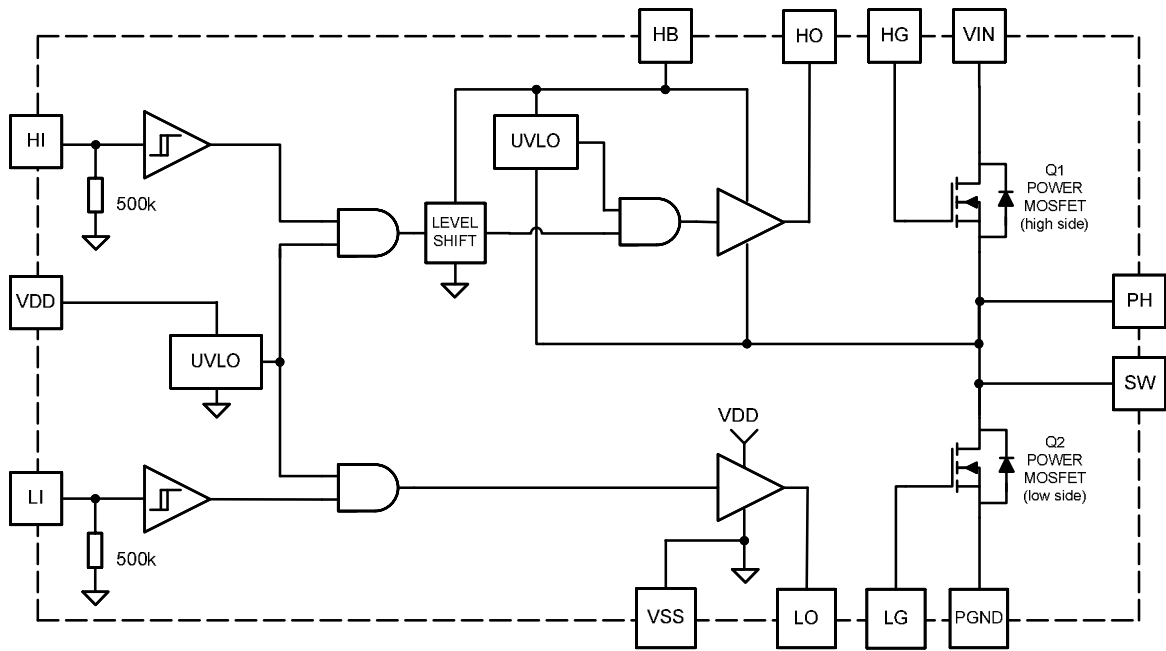 HB
HO
HG
VIN
HI
UVLO
500k
Q1
POWER
MOSFET
(high side)
LEVEL
SHIFT
VDD
PH
UVLO
SW
VDD
Q2
POWER
MOSFET
(low side)
LI
500k
VSS
LO
LG
PGND